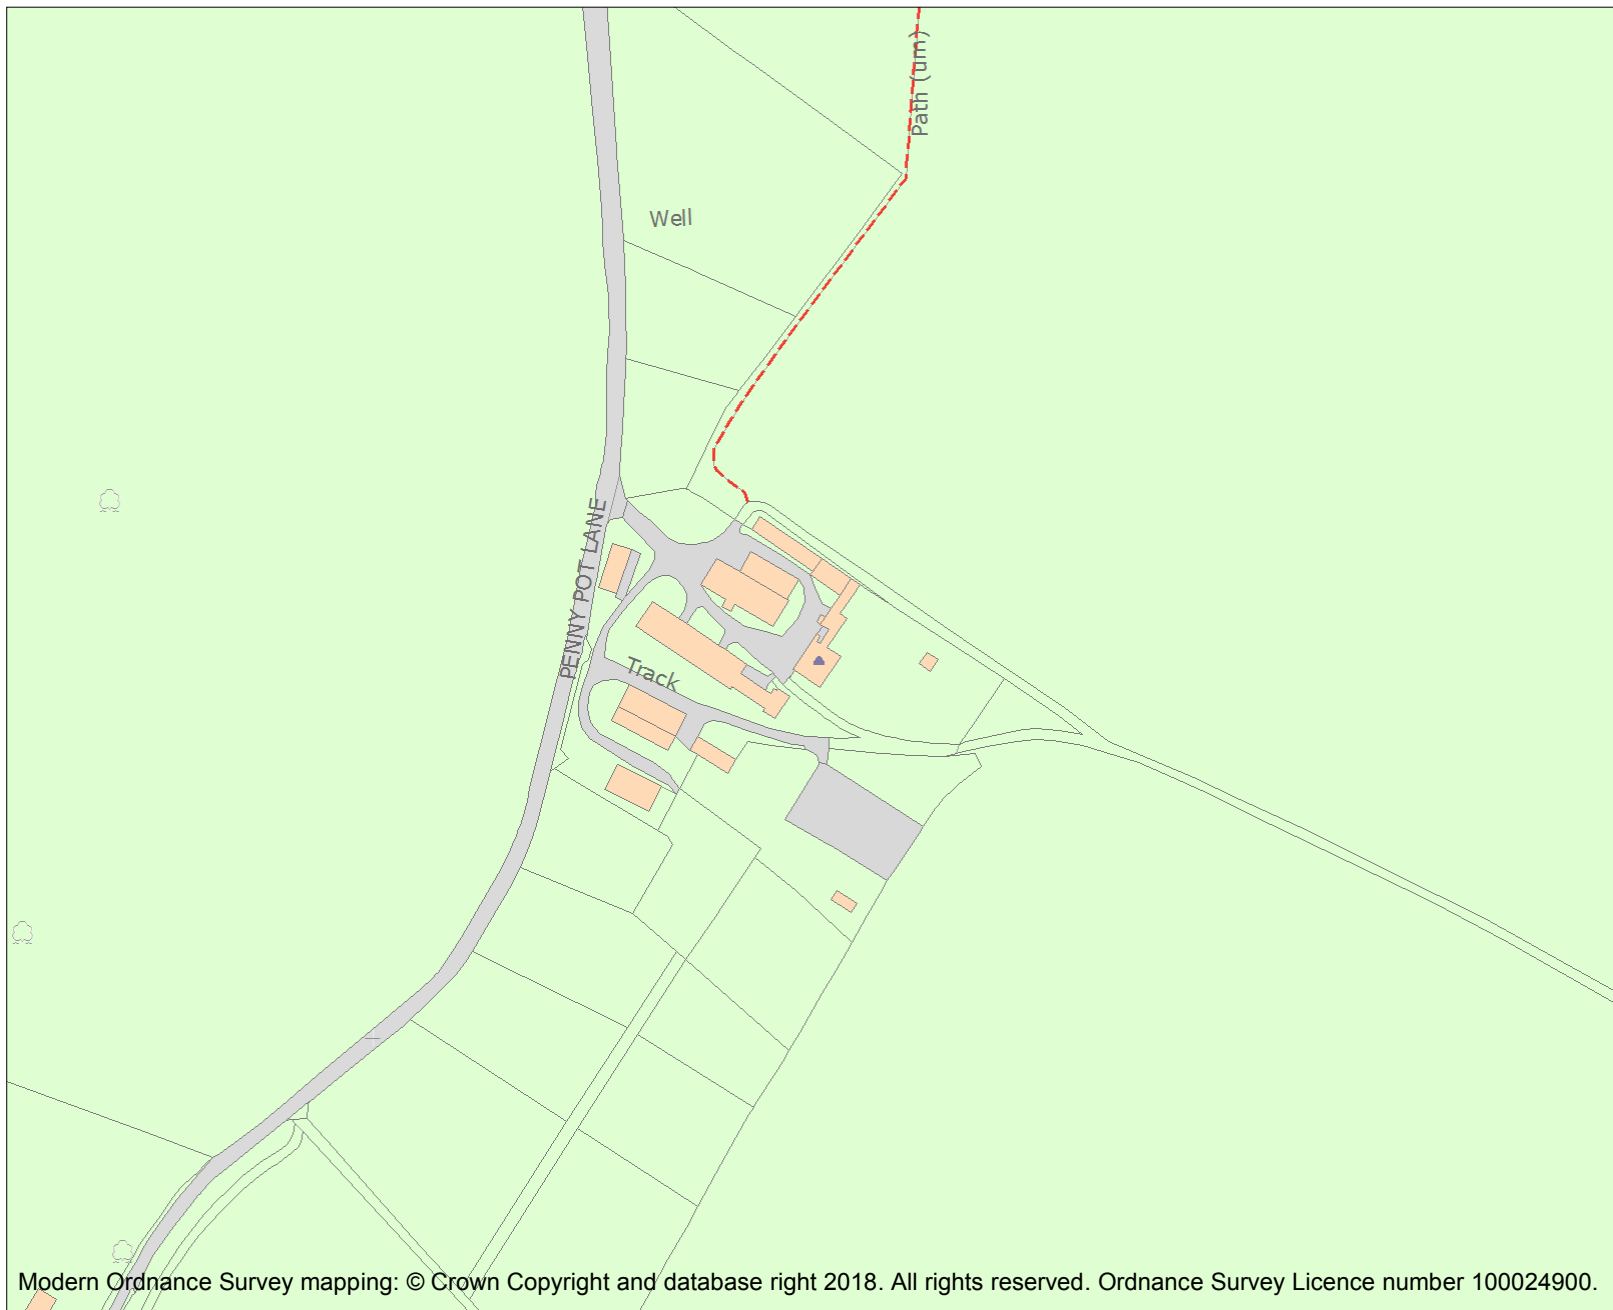 Path (um)
Well
PENNY POT LANE
Track
Modern Ordnance Survey mapping: © Crown Copyright and database right 2018. All rights reserved. Ordnance Survey Licence number 100024900.